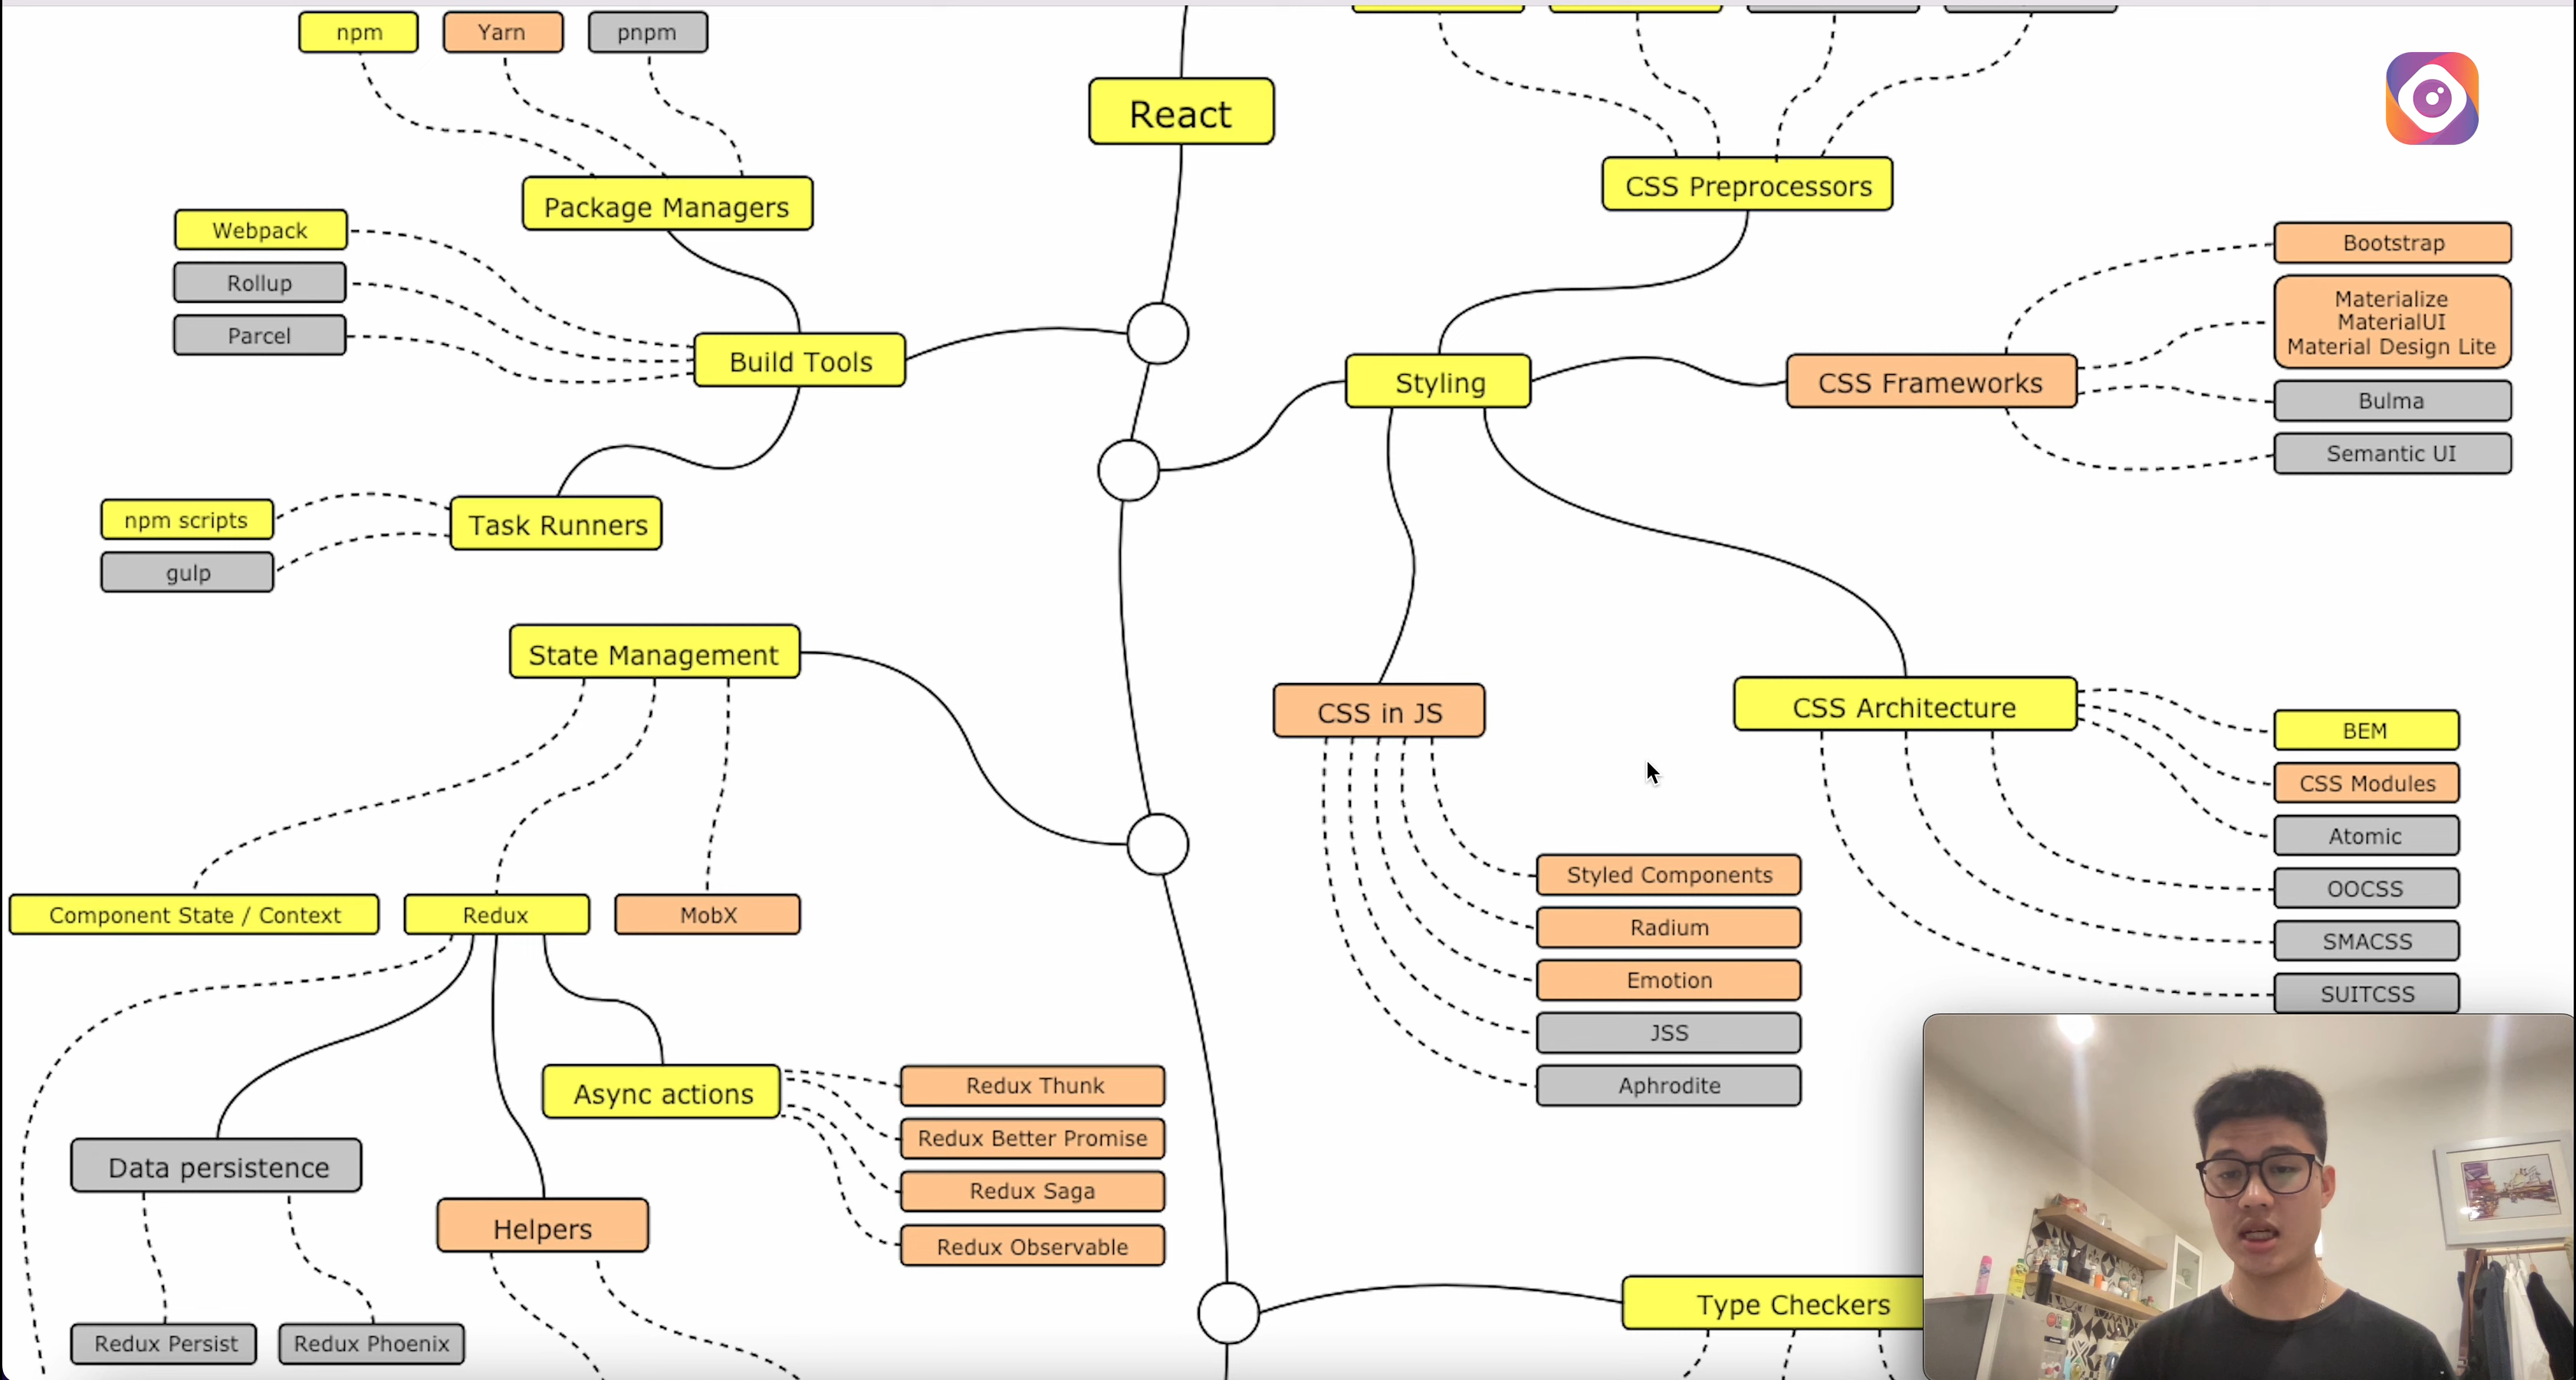 npm
Yarn
pnpm
React
Package Managers
CSS Preprocessors
Webpack
Rollup
Parcel
Build Tools
Bootstrap
Materialize
MaterialUI
Material Design Lite
Styling
CSS Frameworks
Bulma
Semantic UI
npm scripts
gulp
Task Runners
State Management
CSS in JS
CSS Architecture
BEM
CSS Modules
Atomic
OOCSS
SMACSS
SUITCSS
Component State / Context
Redux
MobX
Styled Components
Radium
Emotion
JSS
Aphrodite
Async actions
Redux Thunk
Redux Better Promise
Redux Saga
Redux Observable
Data persistence
Helpers
Type Checkers
Redux Persist
Redux Phoenix